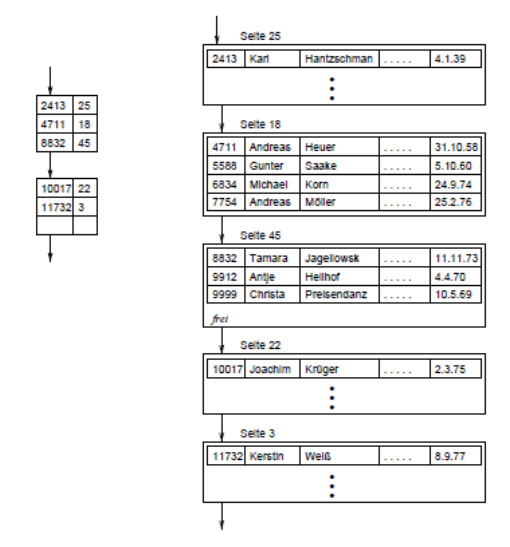 2413 25
4711 18
8832 45
10017 22
11732 3
Seite 25
2413 Karl Hantzschman ..... 4.1.39
Seite 18
4711 Andreas Heuer ..... 31.10.58
5588 Gunter Saake ..... 5.10.60
6834 Michael Korn ..... 24.9.74
7754 Andreas Möller ..... 25.2.76
Seite 45
8832 Tamara Jagellowsk ..... 11.11.73
9912 Antje Hellhof ..... 4.4.70
9999 Christa Preisendanz ..... 10.5.69
frei
Seite 22
10017 Joachim Krüger ..... 2.3.75
Seite 3
11732 Kerstin Weiß ..... 8.9.77